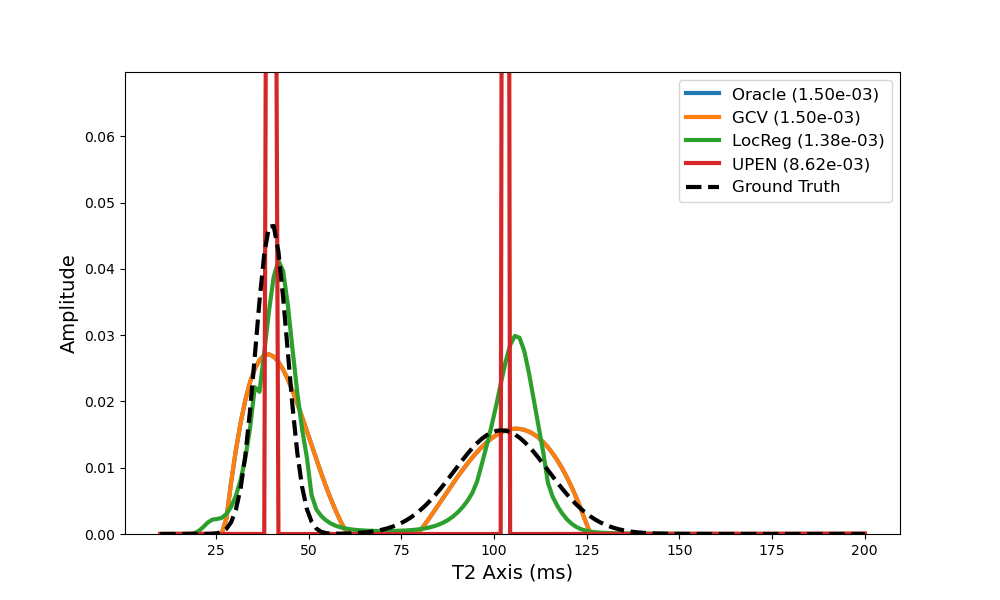 Oracle (1.50e-03)
GCV (1.50e-03)
LocReg (1.38e-03)
UPEN (8.62e-03)
Ground Truth
0.06
0.05
0.04
0.03
0.02
0.01
0.00
Amplitude
25 50 75 100 125 150 175 200
T2 Axis (ms)